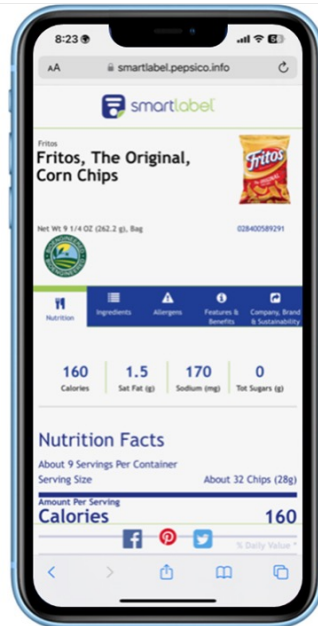 8:23
AA smartlabel.pepsico.info
smartlabel
Fritos
Fritos, The Original,
Corn Chips
Fritos
Net Wt 9 1/4 OZ (262.2 g), Bag
028400589291
BIOENGINEERED
Nutrition
Ingredients
Allergens
Features &
Benefits
Company, Brand
& Sustainability
160
Calories
1.5
Sat Fat (g)
170
Sodium (mg)
0
Tot Sugars (g)
Nutrition Facts
About 9 Servings Per Container
Serving Size About 32 Chips (28g)
Amount Per Serving
Calories 160
% Daily Value *